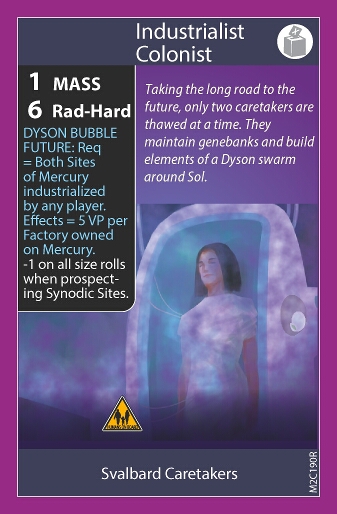 Industrialist
Colonist
1 MASS
6 Rad-Hard
DYSON BUBBLE
FUTURE: Req
= Both Sites
of Mercury
industrialized
by any player.
Effects = 5 VP per
Factory owned
on Mercury.
-1 on all size rolls
when prospect-
ing Synodic Sites.
Taking the long road to the
future, only two caretakers are
thawed at a time. They
maintain genebanks and build
elements of a Dyson swarm
around Sol.
Svalbard Caretakers
M2C190R